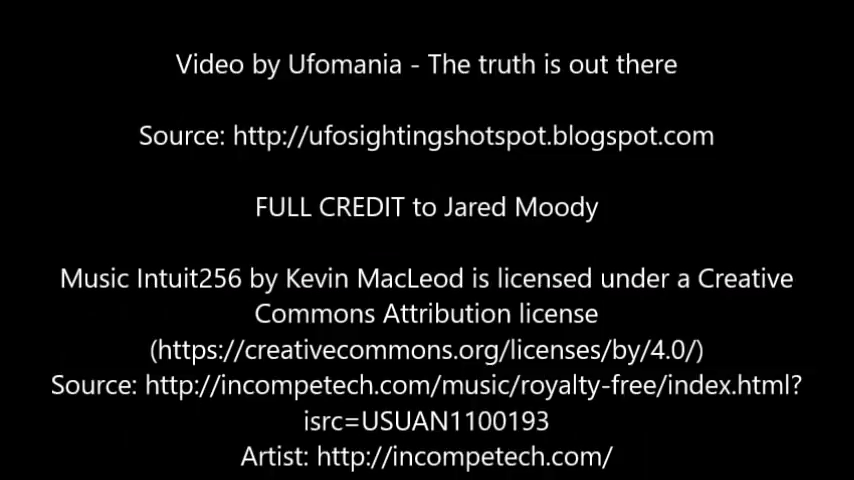 Video by Ufomania - The truth is out there
Source: http://ufosightingshotspot.blogspot.com
FULL CREDIT to Jared Moody
Music Intuit256 by Kevin MacLeod is licensed under a Creative
Commons Attribution license
(https://creativecommons.org/licenses/by/4.0/)
Source: http://incompetech.com/music/royalty-free/index.html?
isrc=USUAN1100193
Artist: http://incompetech.com/